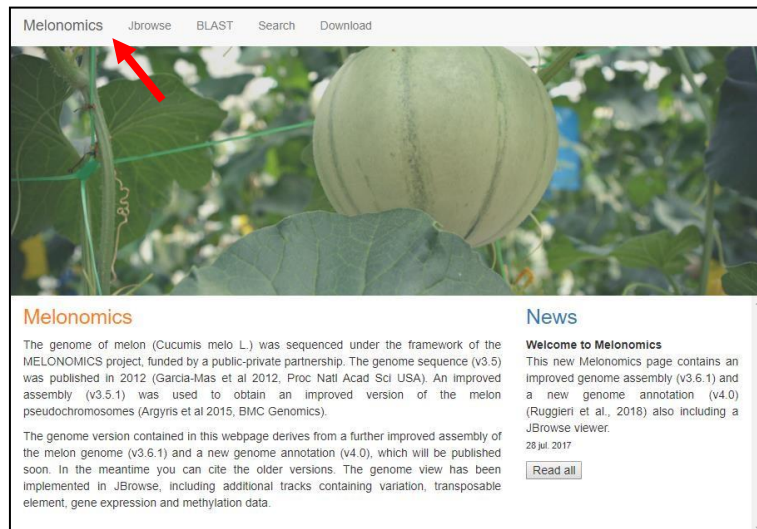 Melonomics Jbrowse BLAST Search Download
Melonomics
The genome of melon (Cucumis melo L.) was sequenced under the framework of the
MELONOMICS project, funded by a public-private partnership. The genome sequence (v3.5)
was published in 2012 (Garcia-Mas et al 2012, Proc Natl Acad Sci USA). An improved
assembly (v3.5.1) was used to obtain an improved version of the melon
pseudochromosomes (Argyris et al 2015, BMC Genomics).
The genome version contained in this webpage derives from a further improved assembly of
the melon genome (v3.6.1) and a new genome annotation (v4.0), which will be published
soon. In the meantime you can cite the older versions. The genome view has been
implemented in JBrowse, including additional tracks containing variation, transposable
element, gene expression and methylation data.
News
Welcome to Melonomics
This new Melonomics page contains an
improved genome assembly (v3.6.1) and
a new genome annotation (v4.0)
(Ruggieri et al., 2018) also including a
JBrowse viewer.
28 jul. 2017
Read all